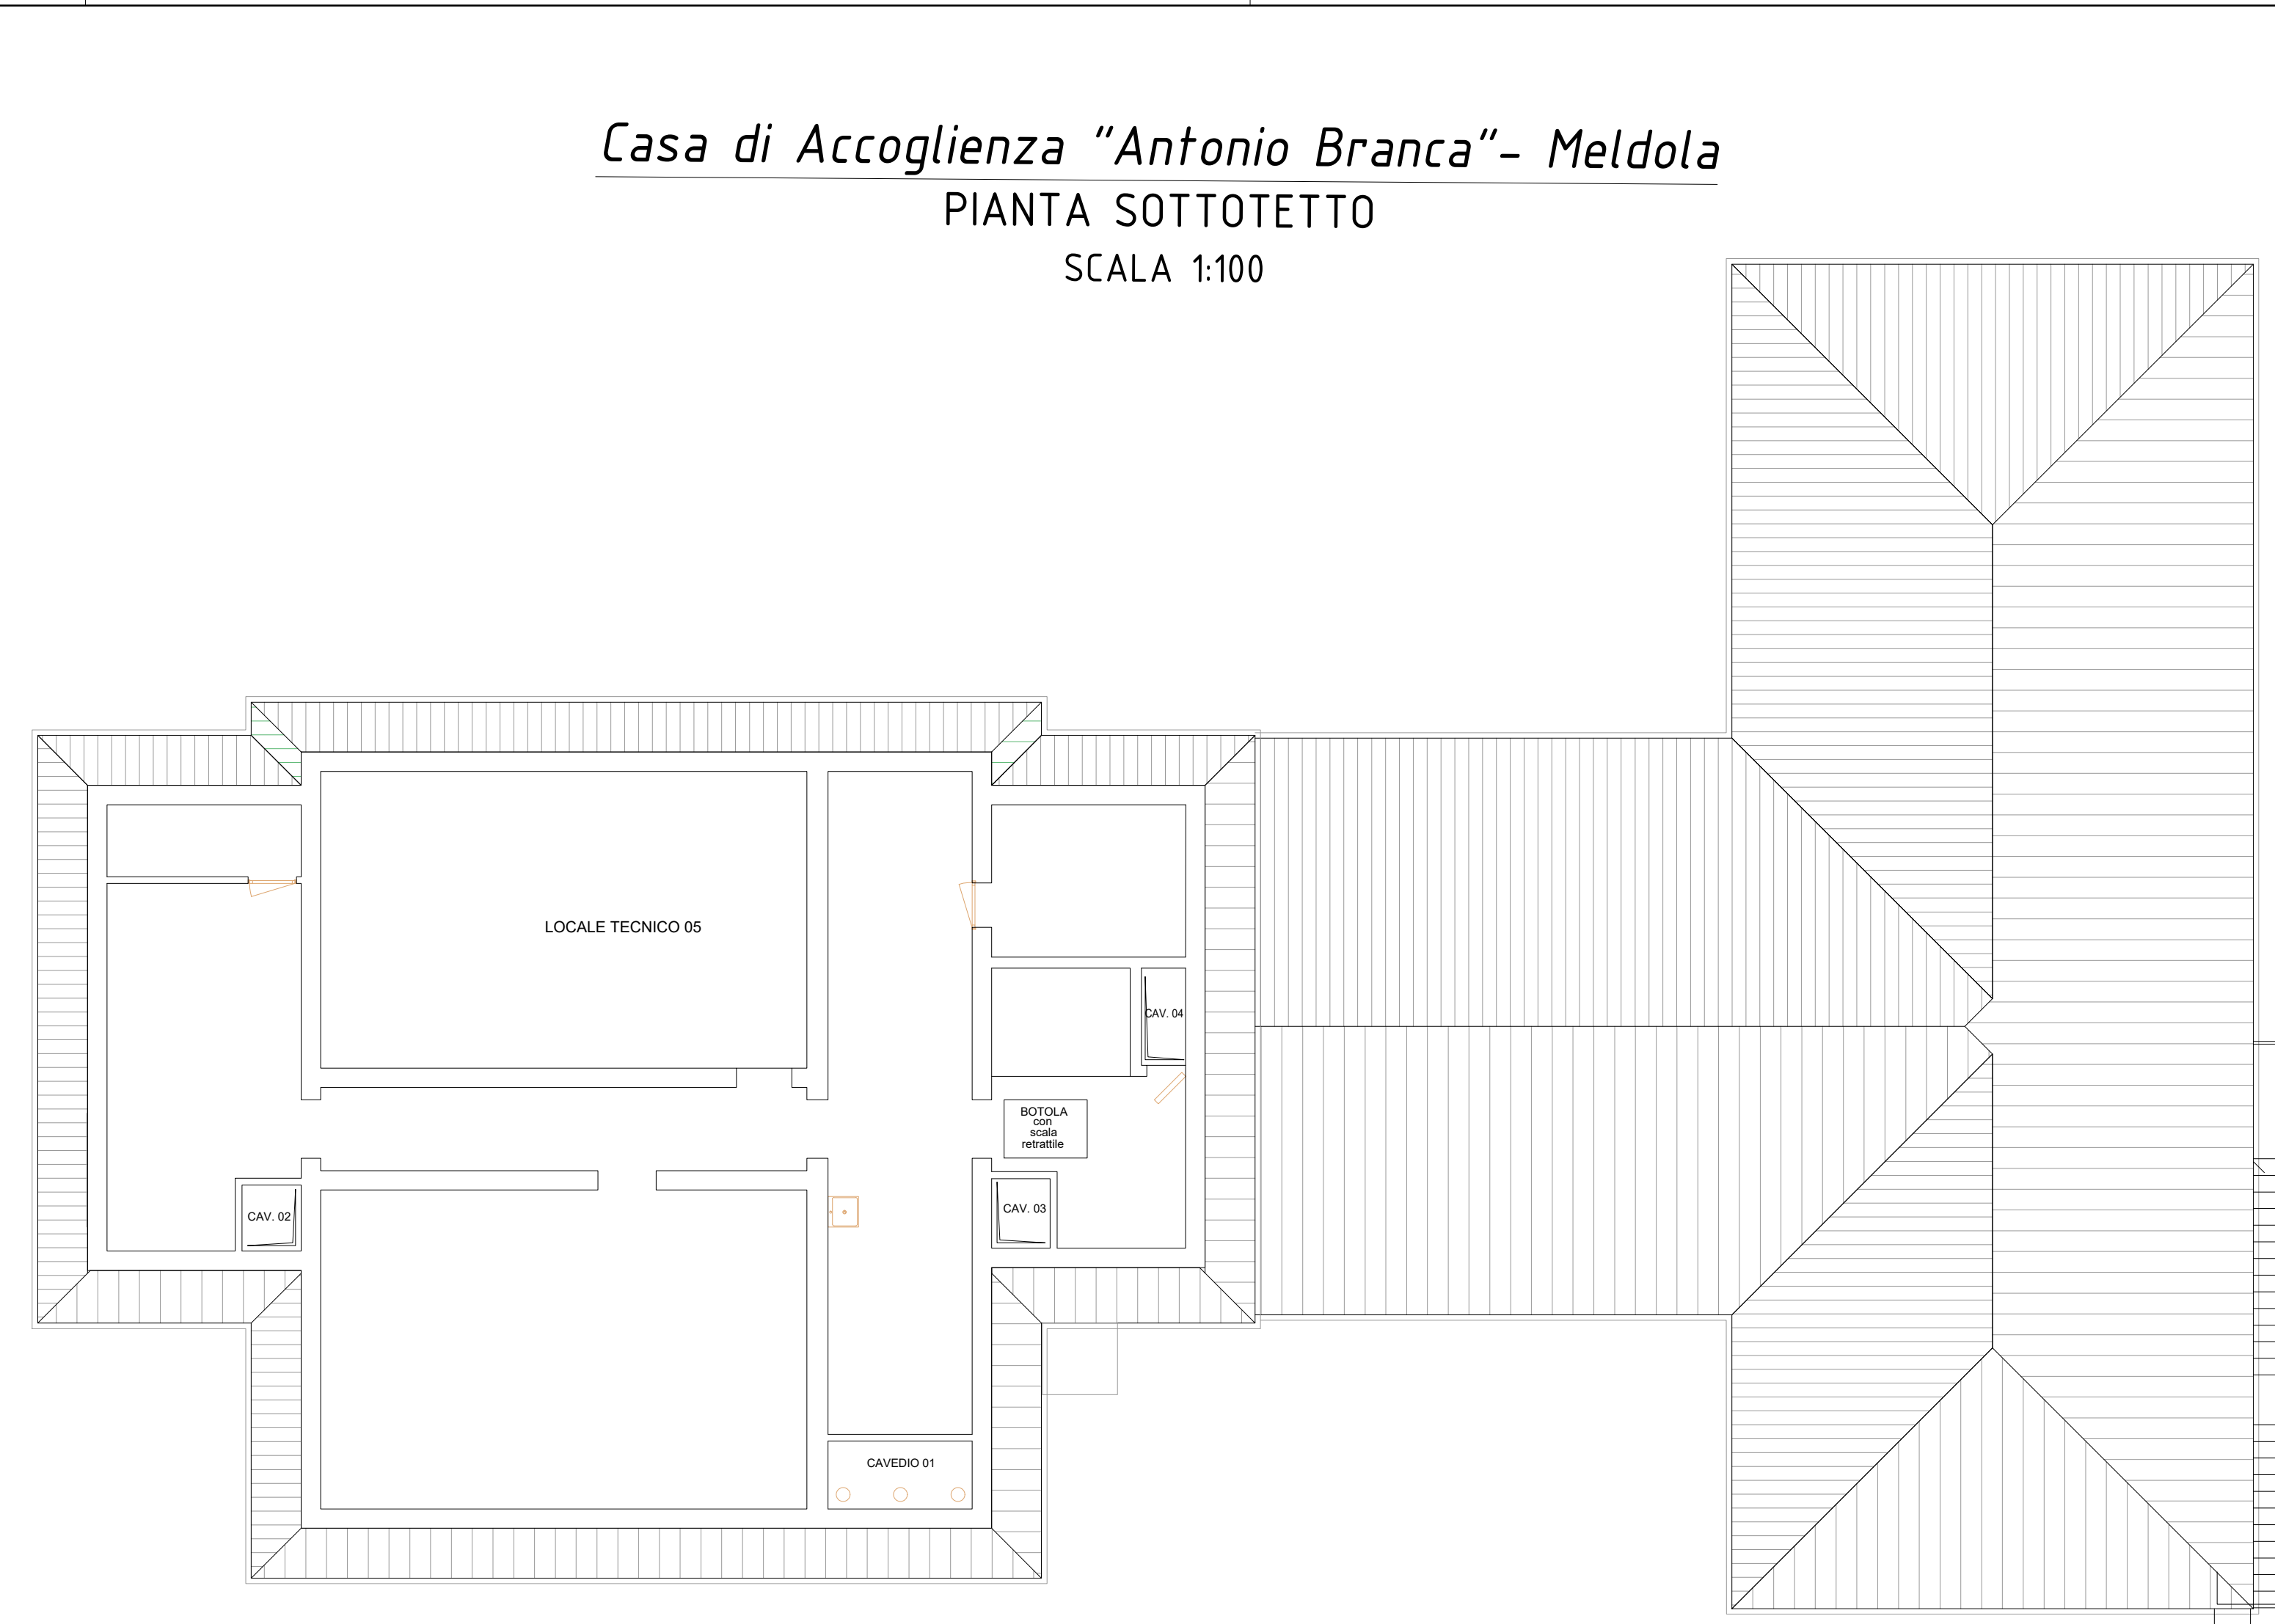 Casa di Accoglienza "Antonio Branca"- Meldola
PIANTA SOTTOTETTO
SCALA 1:100
LOCALE TECNICO 05
CAV. 04
BOTOLA
con
scala
retrattile
CAV. 02
CAV. 03
CAVEDIO 01